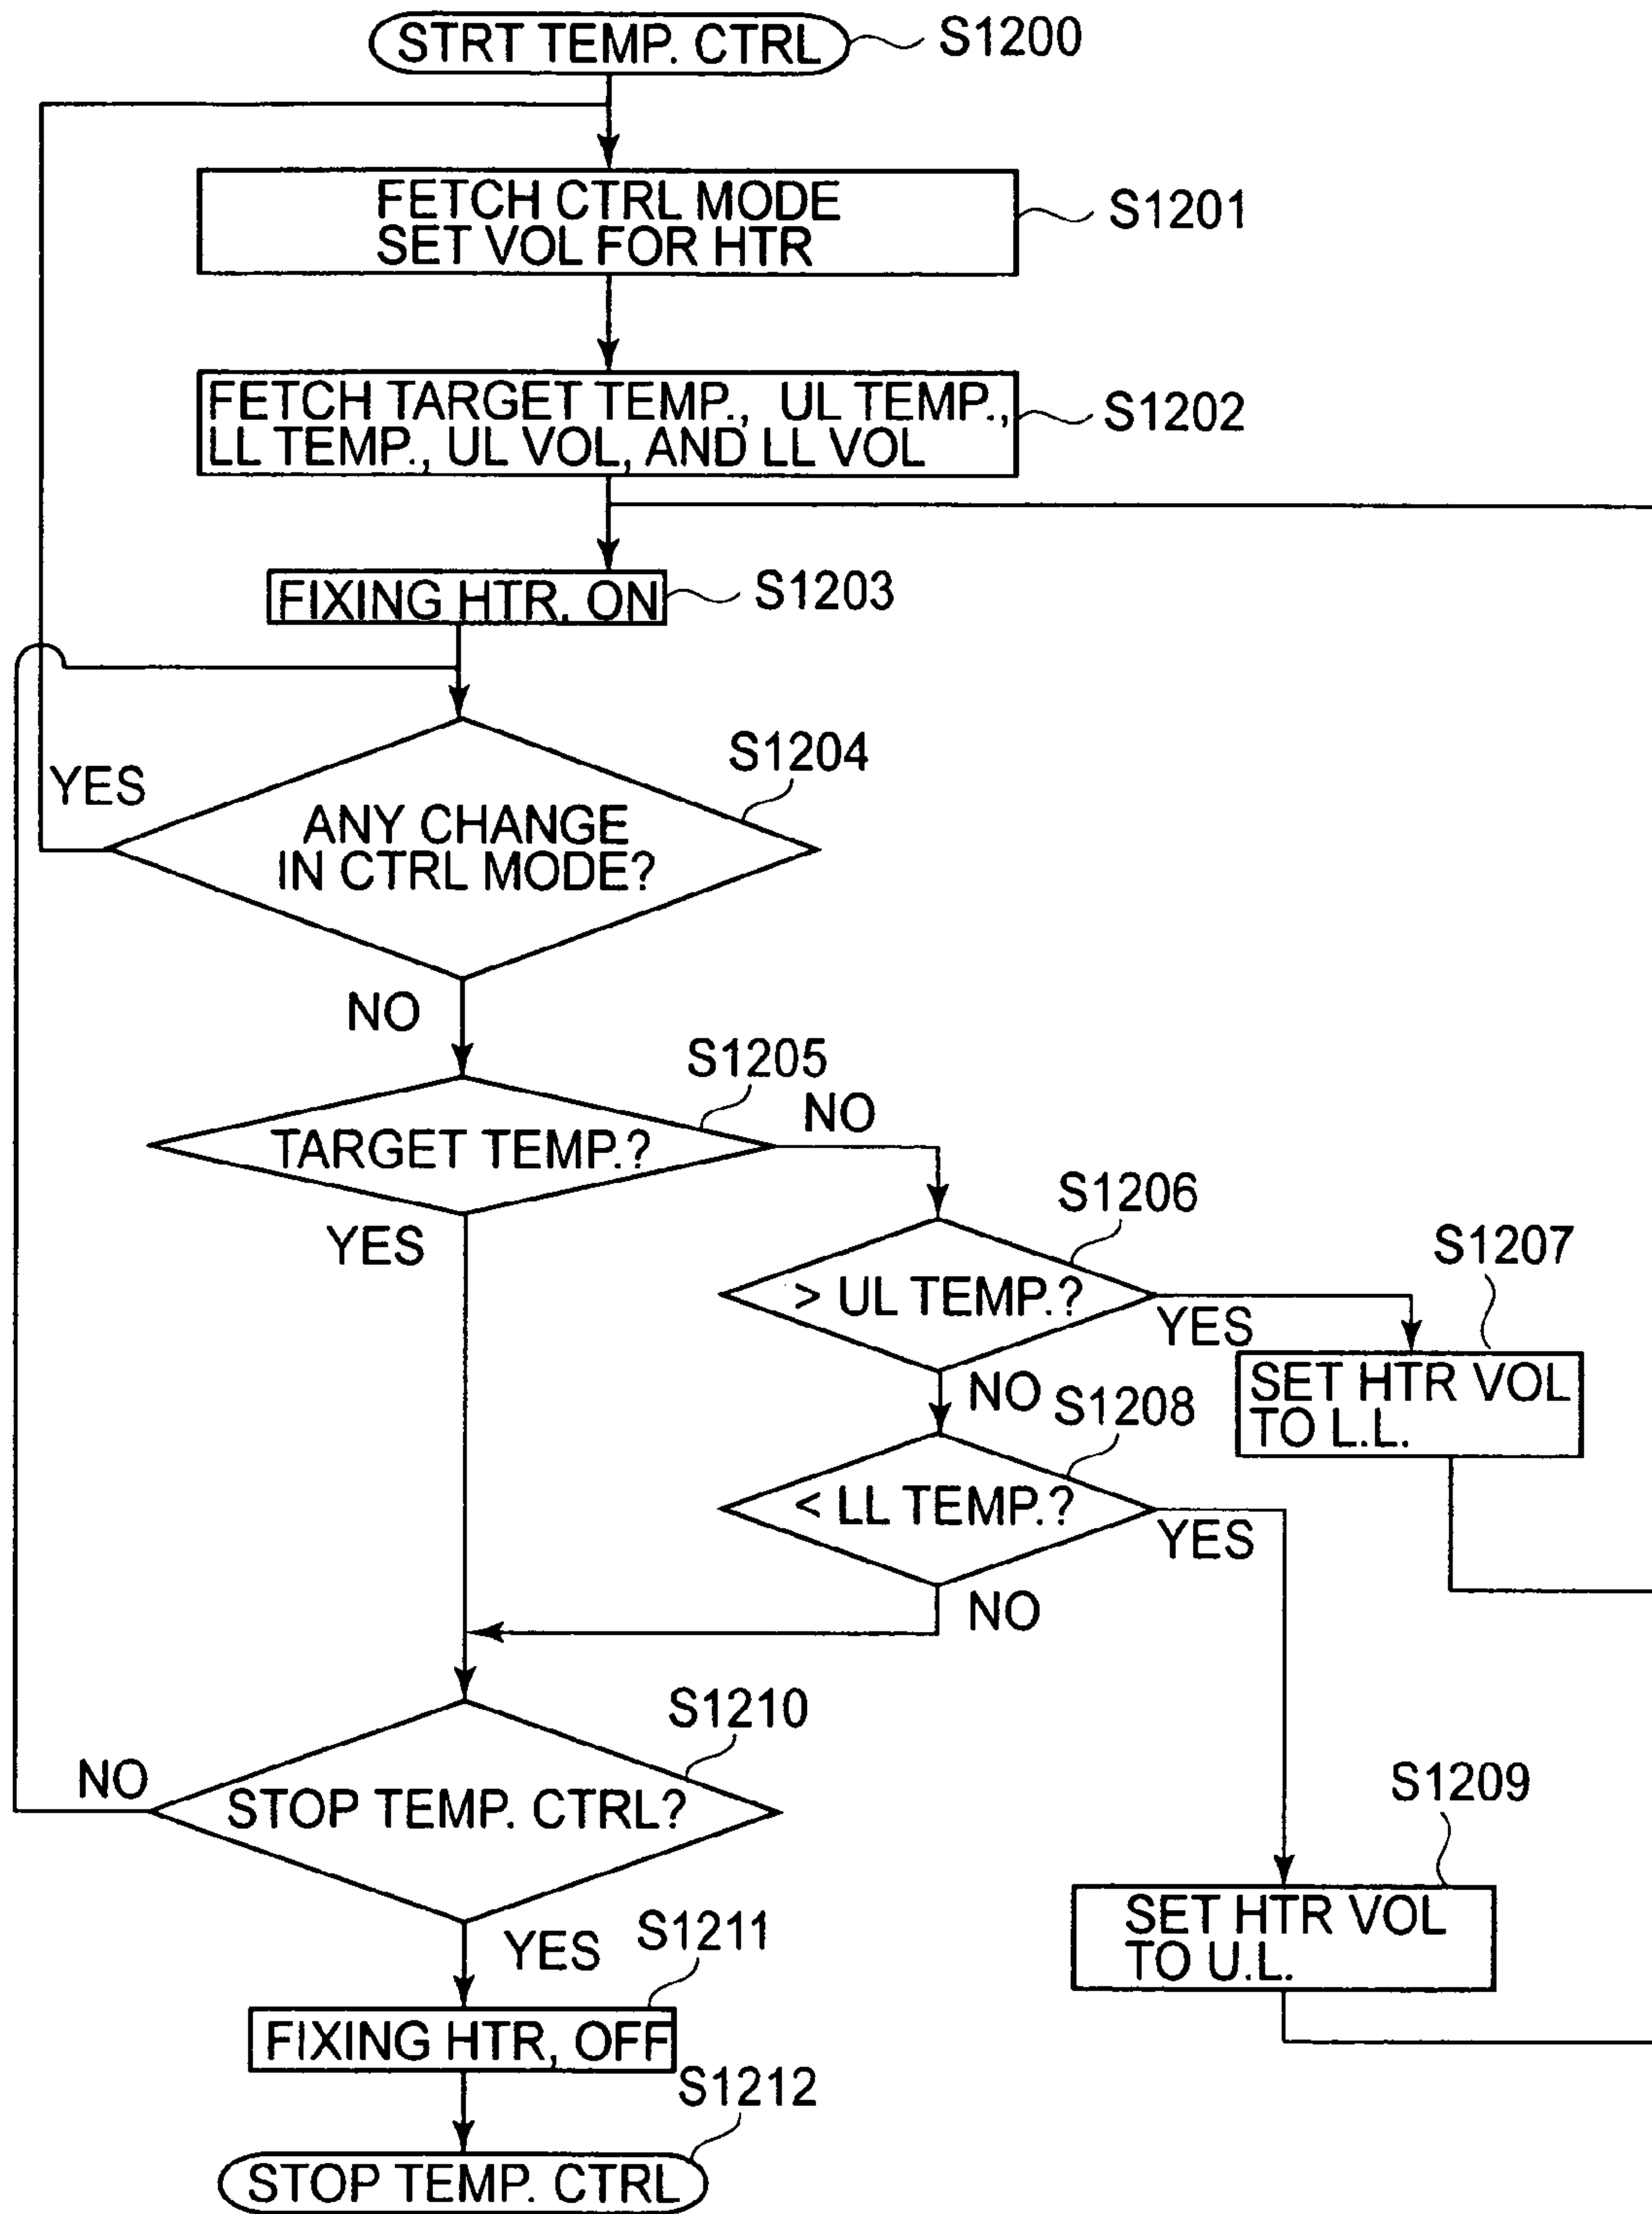 STRT TEMP. CTRL
S1200
FETCH CTRL MODE
SET VOL FOR HTR
S1201
FETCH TARGET TEMP., UL TEMP.,
LL TEMP., UL VOL, AND LL VOL
S1202
FIXING HTR, ON
S1203
S1204
YES
ANY CHANGE
IN CTRL MODE?
NO
S1205
NO
TARGET TEMP.?
YES
S1206
> UL TEMP.?
YES
S1207
SET HTR VOL
TO L.L.
NO
S1208
< LL TEMP.?
YES
NO
S1210
NO
STOP TEMP. CTRL?
S1209
SET HTR VOL
TO U.L.
YES
S1211
FIXING HTR, OFF
S1212
STOP TEMP. CTRL